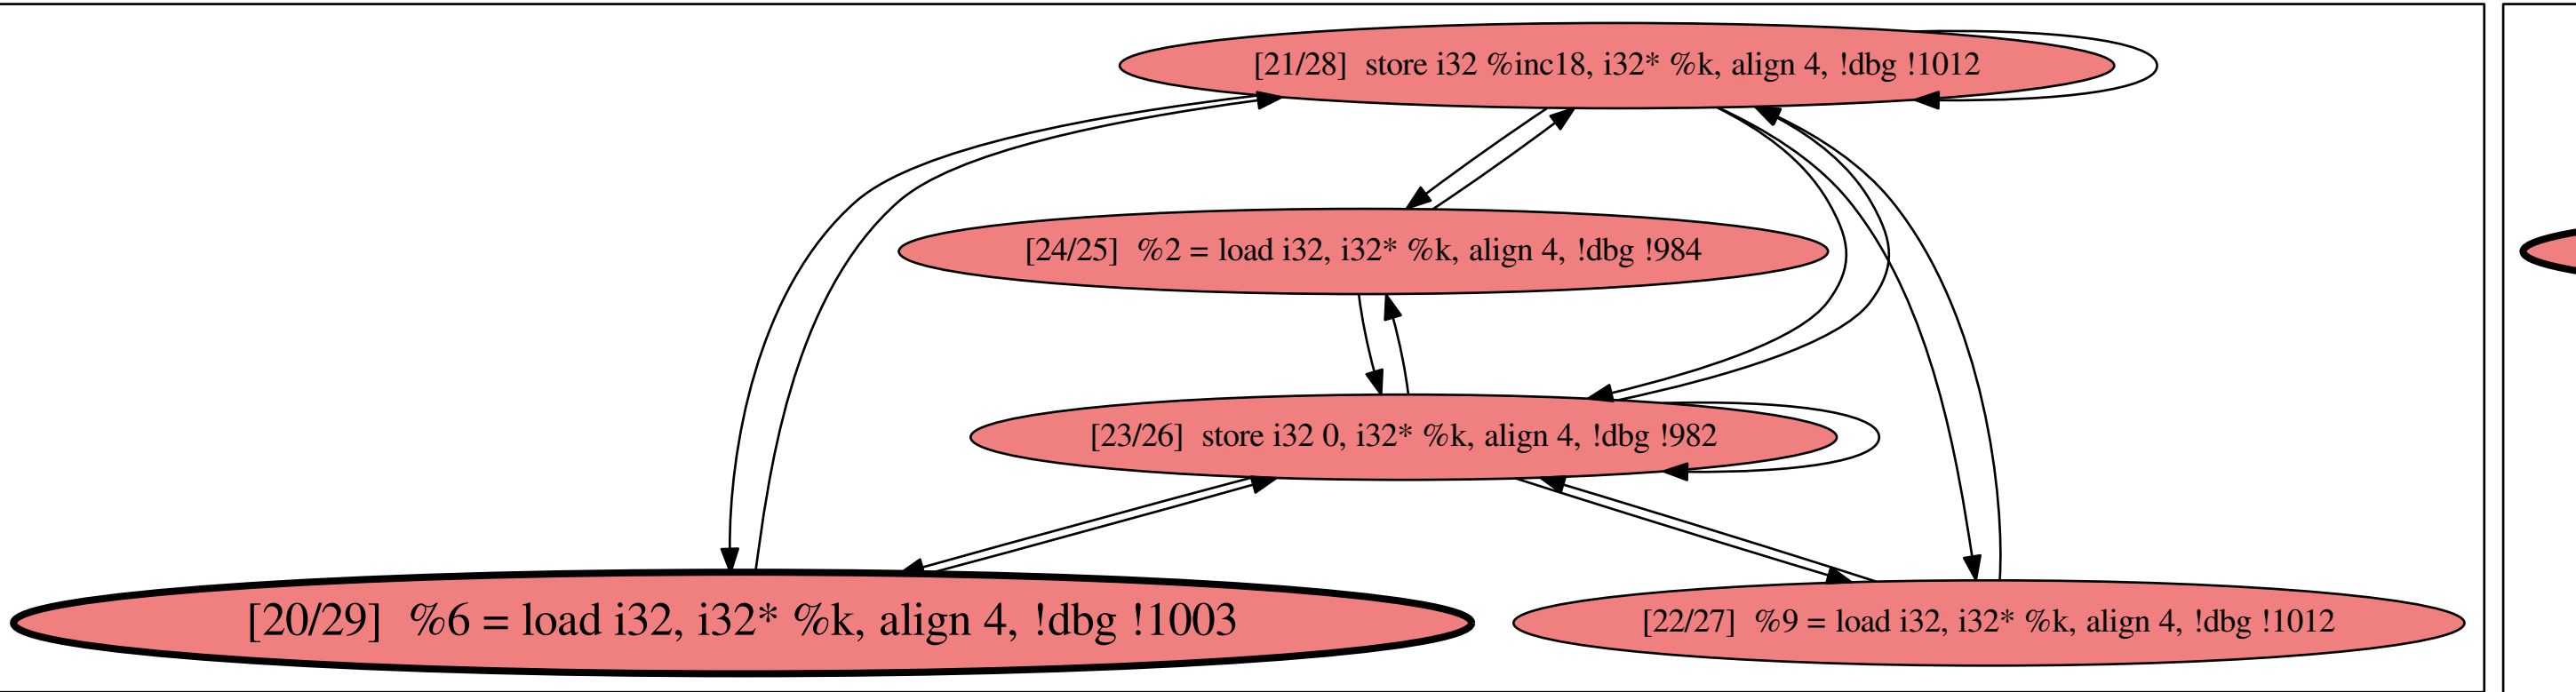 [21/28] store i32 %inc18, i32* %k, align 4, !dbg !1012
[24/25] %2 = load i32, i32* %k, align 4, !dbg !984
[23/26] store i32 0, i32* %k, align 4, !dbg !982
[20/29] %6 = load i32, i32* %k, align 4, !dbg !1003
[22/27] %9 = load i32, i32* %k, align 4, !dbg !1012